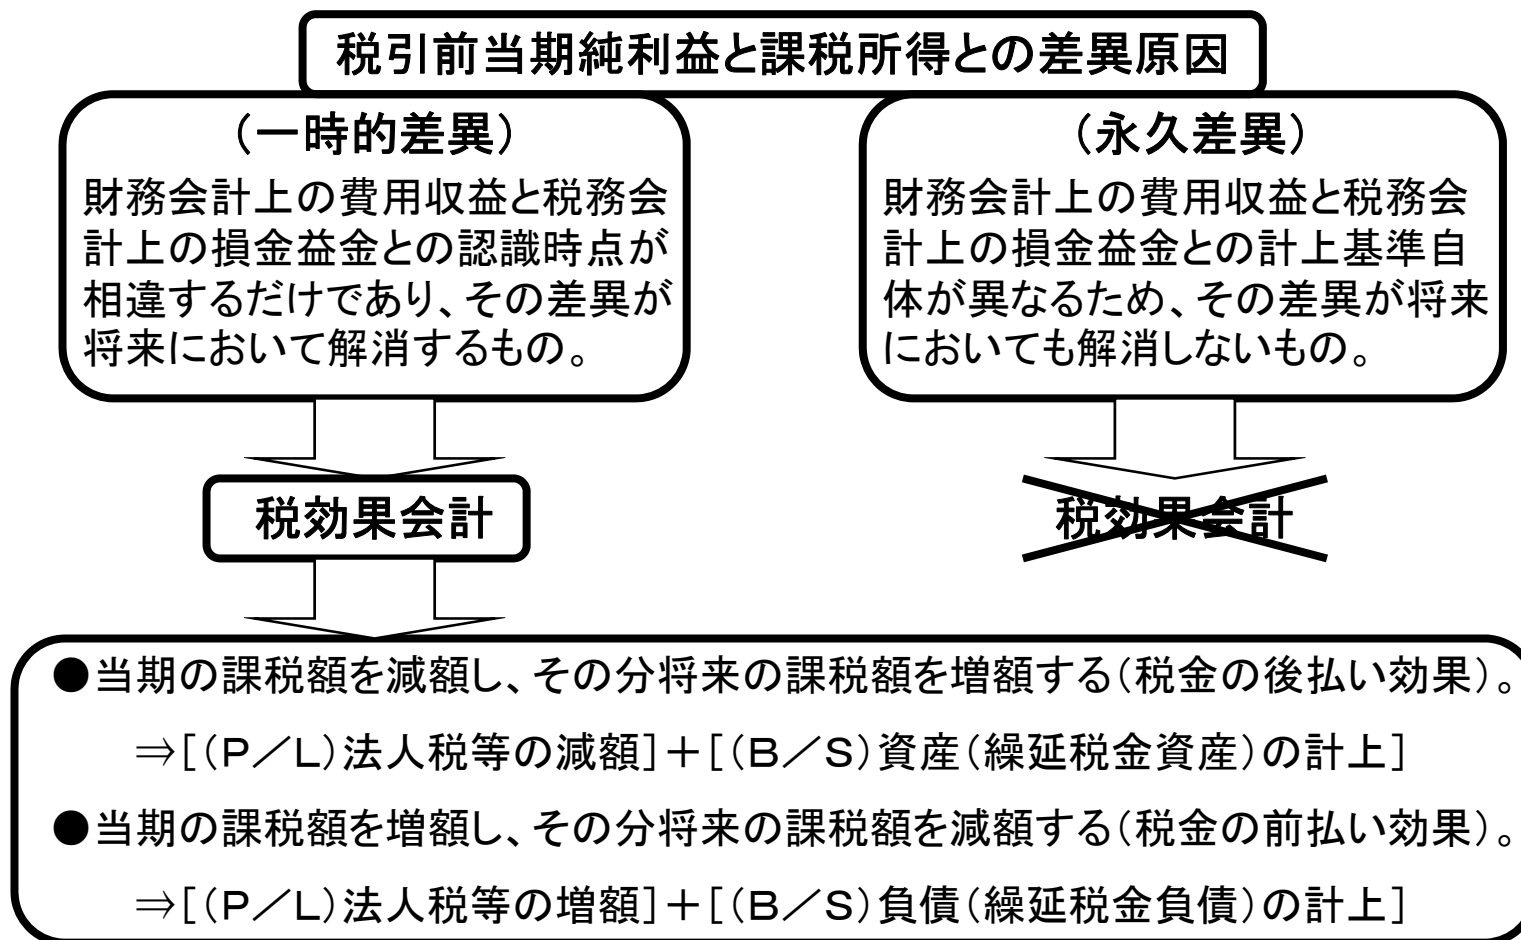 税引前当期純利益と課税所得との差異原因
（一時的差異）
財務会計上の費用収益と税務会
計上の損金益金との認識時点が
相違するだけであり、その差異が
将来において解消するもの。
（永久差異）
財務会計上の費用収益と税務会
計上の損金益金との計上基準自
体が異なるため、その差異が将来
においても解消しないもの。
税効果会計
税効果会計
●当期の課税額を減額し、その分将来の課税額を増額する（税金の後払い効果）。
⇒[（P／L）法人税等の減額]＋[（B／S）資産（繰延税金資産）の計上]
●当期の課税額を増額し、その分将来の課税額を減額する（税金の前払い効果）。
⇒[（P／L）法人税等の増額]＋[（B／S）負債（繰延税金負債）の計上]